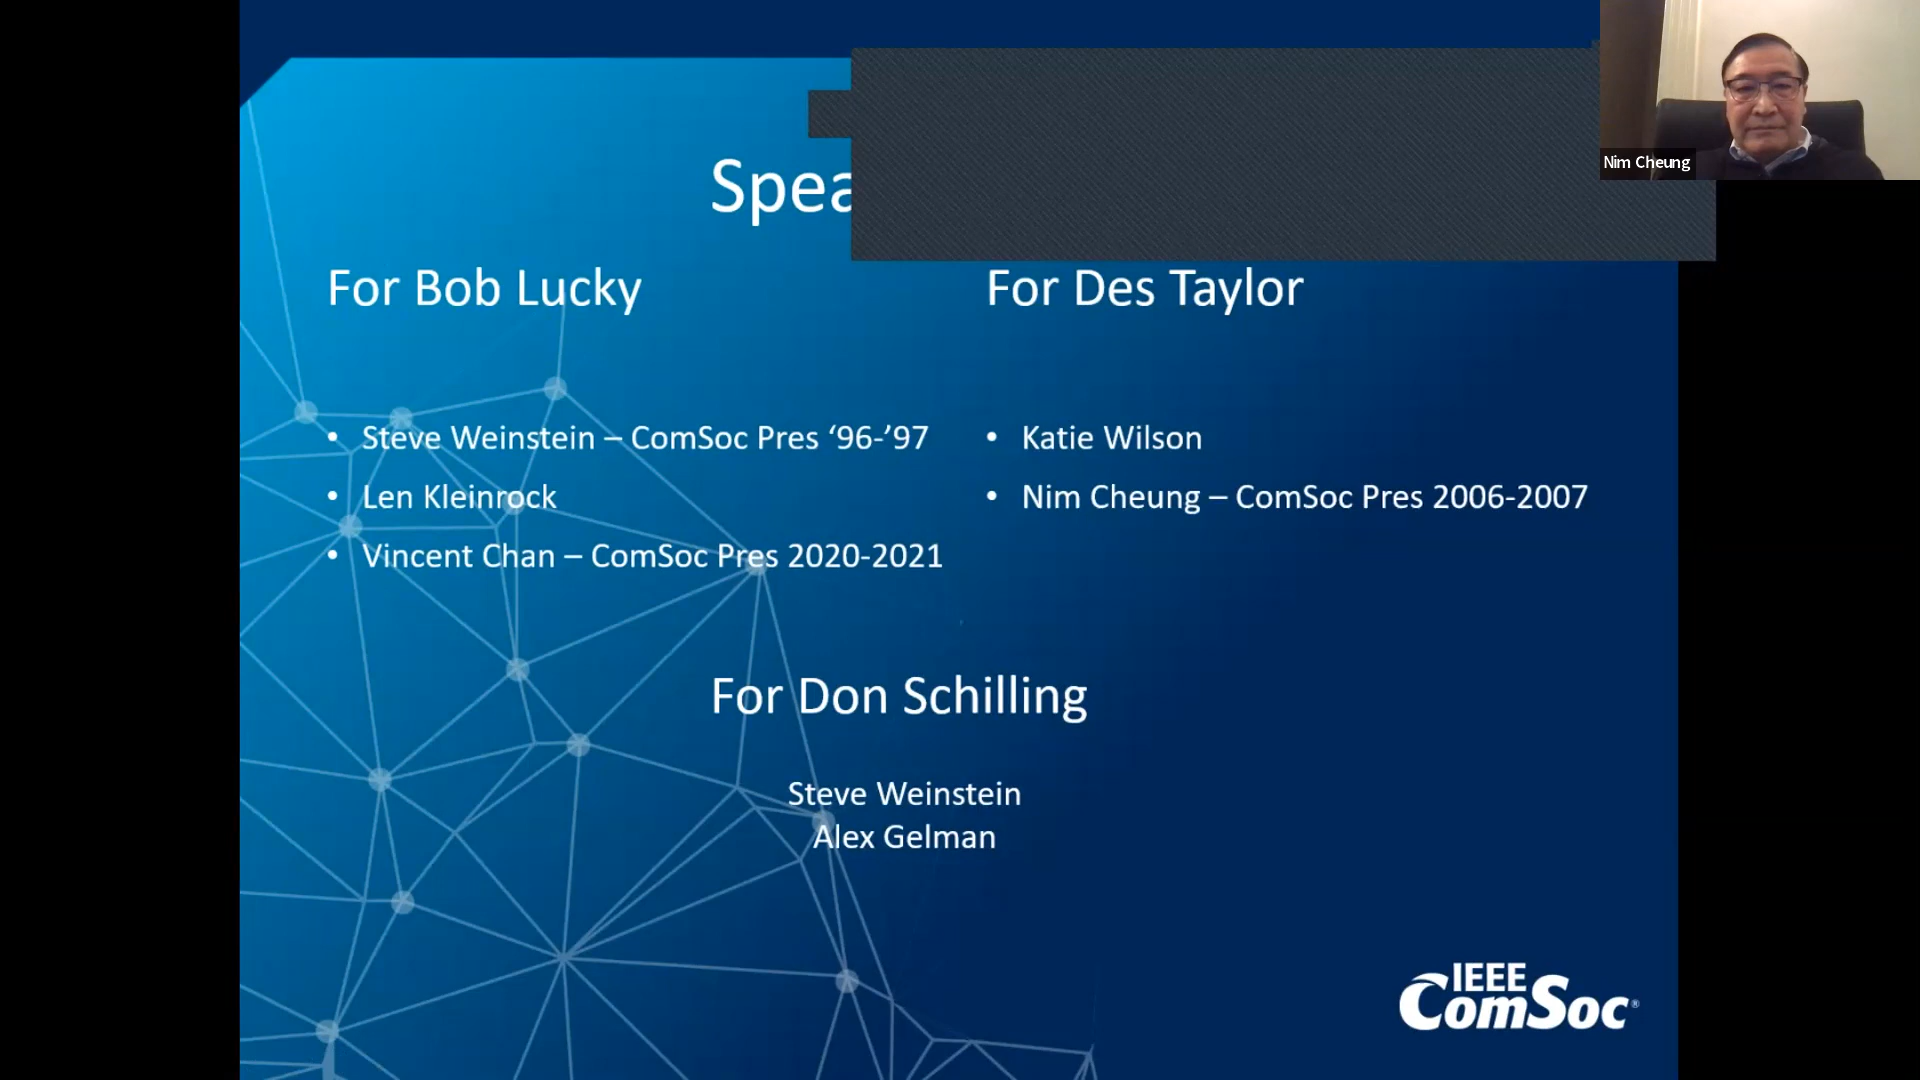 Nim Cheung
For Bob Lucky
• Steve Weinstein – ComSoc Pres ‘96-’97
• Len Kleinrock
• Vincent Chan – ComSoc Pres 2020-2021
For Des Taylor
• Katie Wilson
• Nim Cheung – ComSoc Pres 2006-2007
For Don Schilling
Steve Weinstein
Alex Gelman
IEEE
ComSoc®